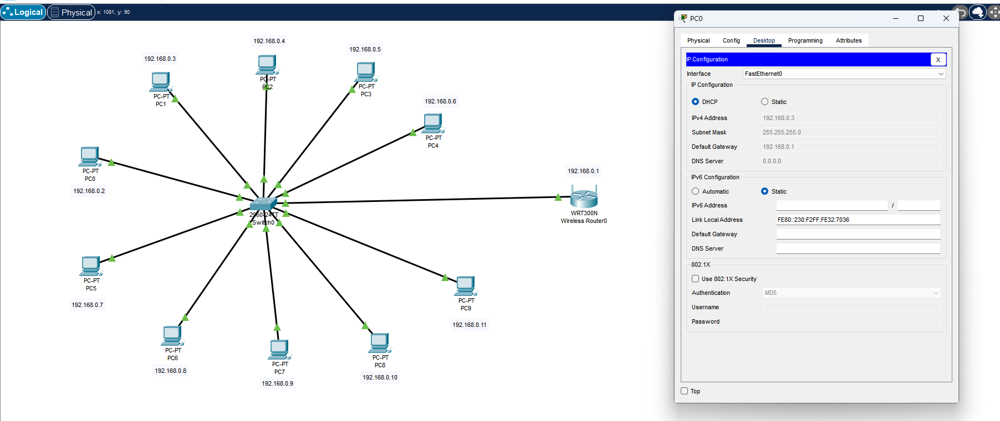 Logical
Physical
x: 1081, y: 90
192.168.0.4
192.168.0.5
192.168.0.3
PC-PT
PC2
PC-PT
PC3
PC-PT
PC1
192.168.0.6
PC-PT
PC4
PC-PT
PC0
192.168.0.2
192.168.0.1
WRT300N
Wireless Router0
2960-24TT
Switch0
PC-PT
PC5
192.168.0.7
PC-PT
PC9
192.168.0.11
PC-PT
PC6
192.168.0.8
PC-PT
PC7
192.168.0.9
PC-PT
PC8
192.168.0.10
PC0
Physical Config Desktop Programming Attributes
IP Configuration X
Interface FastEthernet0
IP Configuration
DHCP Static
IPv4 Address 192.168.0.3
Subnet Mask 255.255.255.0
Default Gateway 192.168.0.1
DNS Server 0.0.0.0
IPv6 Configuration
Automatic Static
IPv6 Address /
Link Local Address FE80::230:F2FF:FE32:7036
Default Gateway
DNS Server
802.1X
Use 802.1X Security
Authentication MD5
Username
Password
Top